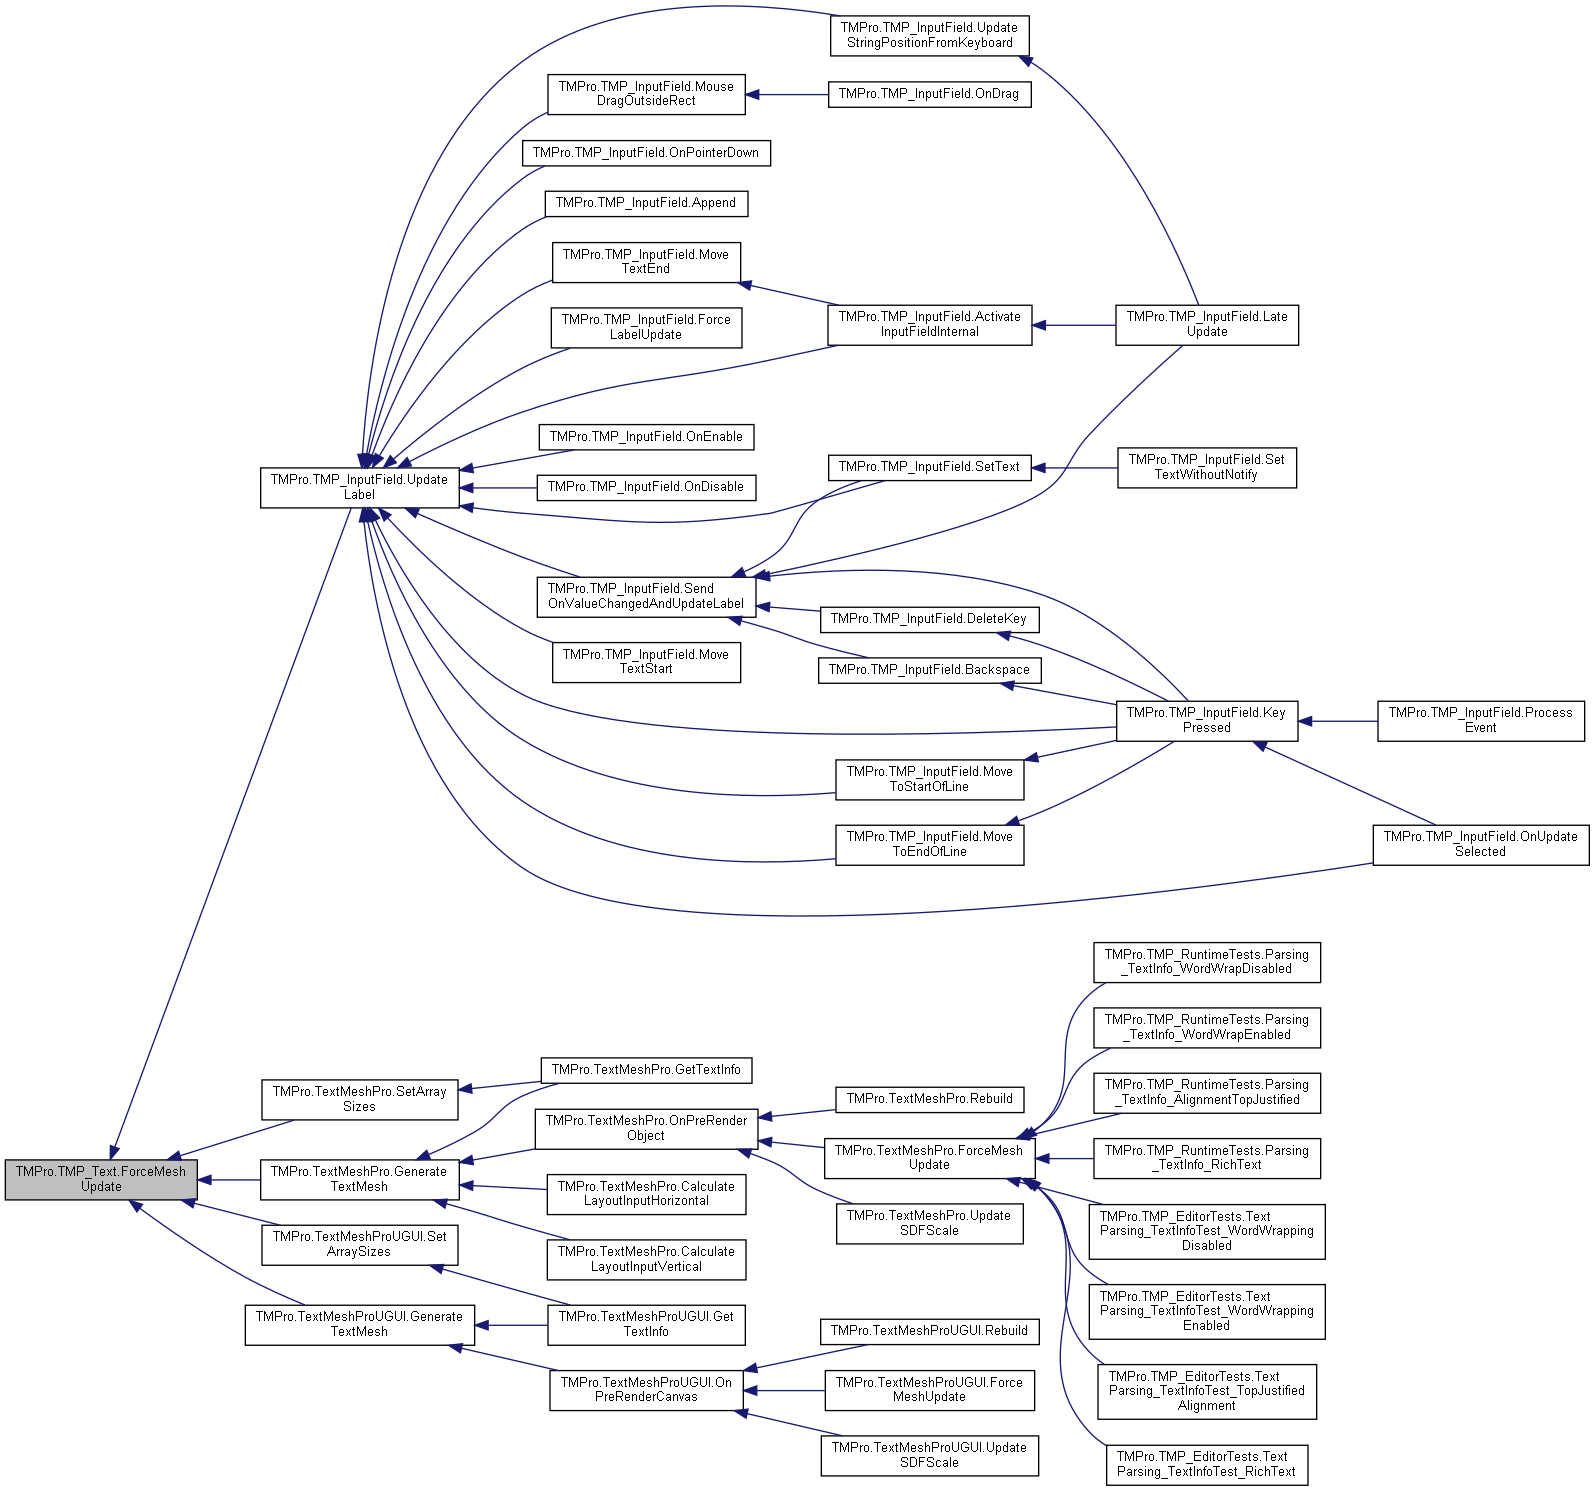 TMPro.TMP_InputField.Update
StringPositionFromKeyboard
TMPro.TMP_InputField.Mouse
DragOutsideRect
TMPro.TMP_InputField.OnDrag
TMPro.TMP_InputField.OnPointerDown
TMPro.TMP_InputField.Append
TMPro.TMP_InputField.Move
TextEnd
TMPro.TMP_InputField.Force
LabelUpdate
TMPro.TMP_InputField.Activate
InputFieldInternal
TMPro.TMP_InputField.Late
Update
TMPro.TMP_InputField.OnEnable
TMPro.TMP_InputField.Update
Label
TMPro.TMP_InputField.OnDisable
TMPro.TMP_InputField.SetText
TMPro.TMP_InputField.Set
TextWithoutNotify
TMPro.TMP_InputField.Send
OnValueChangedAndUpdateLabel
TMPro.TMP_InputField.DeleteKey
TMPro.TMP_InputField.Move
TextStart
TMPro.TMP_InputField.Backspace
TMPro.TMP_InputField.Key
Pressed
TMPro.TMP_InputField.Process
Event
TMPro.TMP_InputField.Move
ToStartOfLine
TMPro.TMP_InputField.Move
ToEndOfLine
TMPro.TMP_InputField.OnUpdate
Selected
TMPro.TMP_RuntimeTests.Parsing
_TextInfo_WordWrapDisabled
TMPro.TMP_RuntimeTests.Parsing
_TextInfo_WordWrapEnabled
TMPro.TextMeshPro.SetArray
Sizes
TMPro.TextMeshPro.GetTextInfo
TMPro.TextMeshPro.Rebuild
TMPro.TMP_RuntimeTests.Parsing
_TextInfo_AlignmentTopJustified
TMPro.TextMeshPro.OnPreRender
Object
TMPro.TextMeshPro.ForceMesh
Update
TMPro.TMP_RuntimeTests.Parsing
_TextInfo_RichText
TMPro.TMP_Text.ForceMesh
Update
TMPro.TextMeshPro.Generate
TextMesh
TMPro.TextMeshPro.Calculate
LayoutInputHorizontal
TMPro.TextMeshPro.Update
SDFScale
TMPro.TMP_EditorTests.Text
Parsing_TextInfoTest_WordWrapping
Disabled
TMPro.TextMeshProUGUI.Set
ArraySizes
TMPro.TextMeshPro.Calculate
LayoutInputVertical
TMPro.TMP_EditorTests.Text
Parsing_TextInfoTest_WordWrapping
Enabled
TMPro.TextMeshProUGUI.Generate
TextMesh
TMPro.TextMeshProUGUI.Get
TextInfo
TMPro.TextMeshProUGUI.Rebuild
TMPro.TextMeshProUGUI.On
PreRenderCanvas
TMPro.TextMeshProUGUI.Force
MeshUpdate
TMPro.TMP_EditorTests.Text
Parsing_TextInfoTest_TopJustified
Alignment
TMPro.TextMeshProUGUI.Update
SDFScale
TMPro.TMP_EditorTests.Text
Parsing_TextInfoTest_RichText